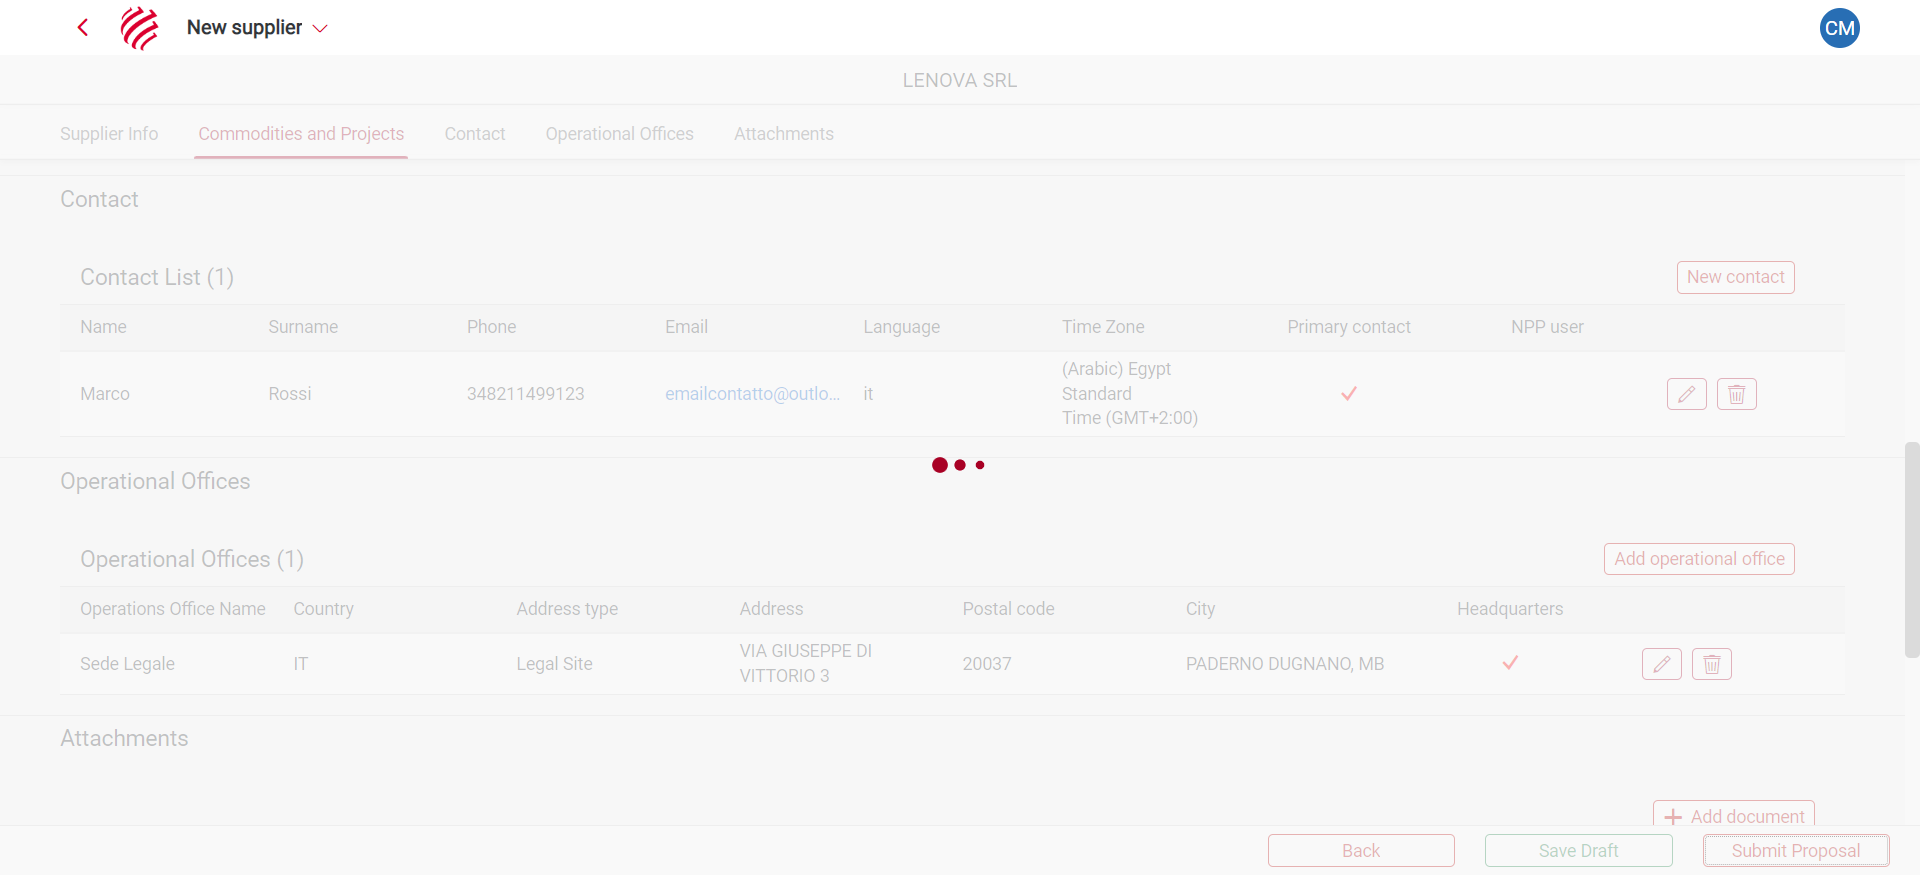 New supplier
CM
LENOVA SRL
Supplier Info
Commodities and Projects
Contact
Operational Offices
Attachments
Contact
Contact List (1)
New contact
Name
Surname
Phone
Email
Language
Time Zone
Primary contact
NPP user
Marco
Rossi
348211499123
emailcontatto@outlo...
it
(Arabic) Egypt
Standard
Time (GMT+2:00)
Operational Offices
Operational Offices (1)
Add operational office
Operations Office Name
Country
Address type
Address
Postal code
City
Headquarters
Sede Legale
IT
Legal Site
VIA GIUSEPPE DI
VITTORIO 3
20037
PADERNO DUGNANO, MB
Attachments
Add document
Back
Save Draft
Submit Proposal